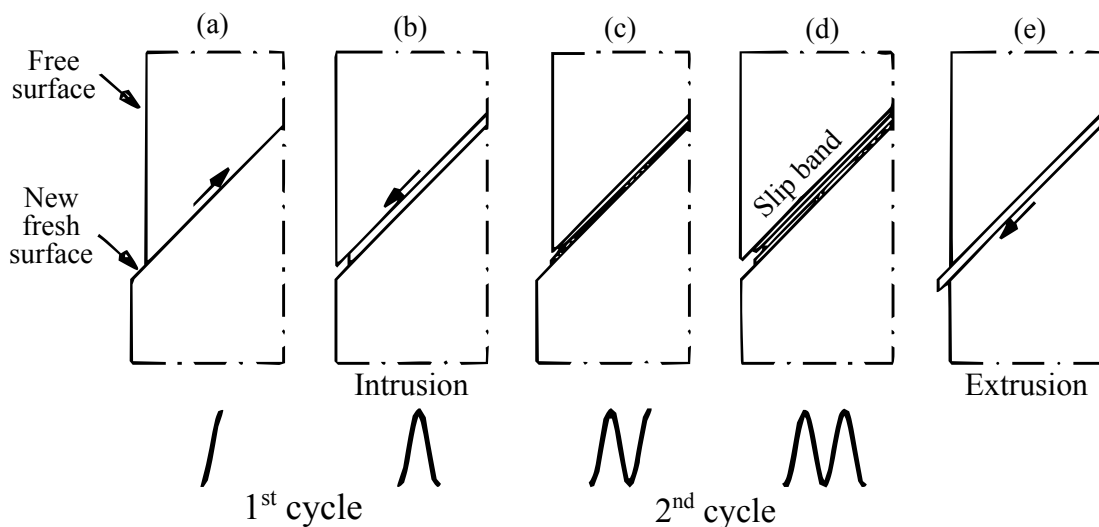 (a)
(b)
(c)
(d)
(e)
Free
surface
New
fresh
surface
Slip band
Intrusion
Extrusion
1st cycle
2nd cycle